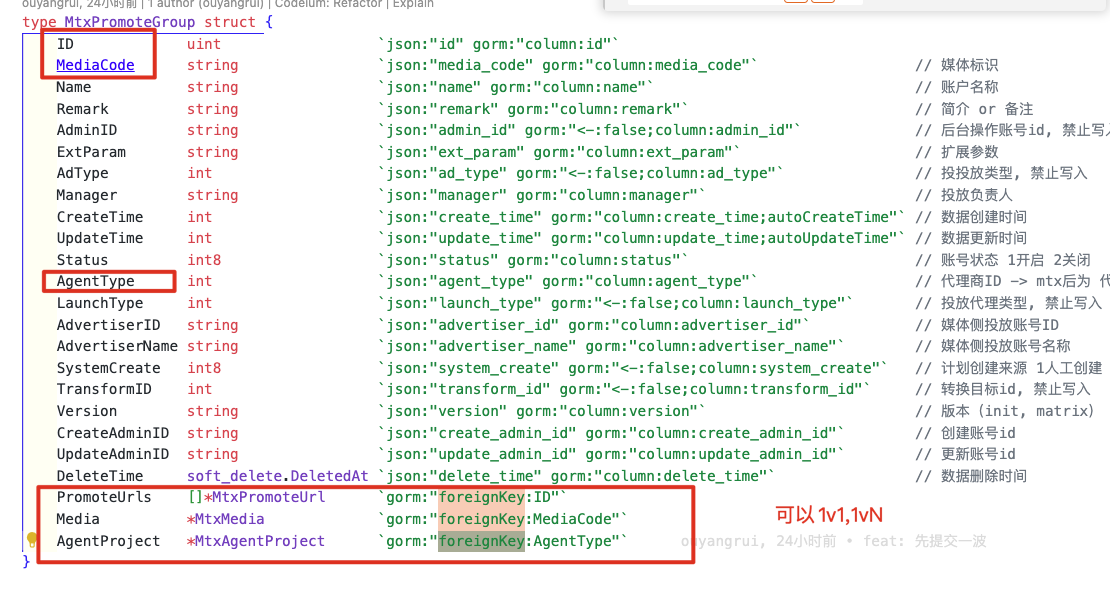 ouyangrui, 24小时前 | 1 author (ouyangrui) | Codeium: Refactor | Explain
type MtxPromoteGroup struct {
ID uint `json:"id" gorm:"column:id"`
MediaCode string `json:"media_code" gorm:"column:media_code"` // 媒体标识
Name string `json:"name" gorm:"column:name"` // 账户名称
Remark string `json:"remark" gorm:"column:remark"` // 简介 or 备注
AdminID string `json:"admin_id" gorm:"<-:false;column:admin_id"` // 后台操作账号id, 禁止写入
ExtParam string `json:"ext_param" gorm:"column:ext_param"` // 扩展参数
AdType int `json:"ad_type" gorm:"<-:false;column:ad_type"` // 投投放类型, 禁止写入
Manager string `json:"manager" gorm:"column:manager"` // 投放负责人
CreateTime int `json:"create_time" gorm:"column:create_time;autoCreateTime"` // 数据创建时间
UpdateTime int `json:"update_time" gorm:"column:update_time;autoUpdateTime"` // 数据更新时间
Status int8 `json:"status" gorm:"column:status"` // 账号状态 1开启 2关闭
AgentType int `json:"agent_type" gorm:"column:agent_type"` // 代理商ID -> mtx后为 代
LaunchType int `json:"launch_type" gorm:"<-:false;column:launch_type"` // 投放代理类型, 禁止写入
AdvertiserID string `json:"advertiser_id" gorm:"column:advertiser_id"` // 媒体侧投放账号ID
AdvertiserName string `json:"advertiser_name" gorm:"column:advertiser_name"` // 媒体侧投放账号名称
SystemCreate int8 `json:"system_create" gorm:"<-:false;column:system_create"` // 计划创建来源 1人工创建
TransformID int `json:"transform_id" gorm:"<-:false;column:transform_id"` // 转换目标id, 禁止写入
Version string `json:"version" gorm:"column:version"` // 版本 (init, matrix)
CreateAdminID string `json:"create_admin_id" gorm:"column:create_admin_id"` // 创建账号id
UpdateAdminID string `json:"update_admin_id" gorm:"column:update_admin_id"` // 更新账号id
DeleteTime soft_delete.DeletedAt `json:"delete_time" gorm:"column:delete_time"` // 数据删除时间
PromoteUrls []*MtxPromoteUrl `gorm:"foreignKey:ID"`
Media *MtxMedia `gorm:"foreignKey:MediaCode"` 可以 1v1,1vN
AgentProject *MtxAgentProject `gorm:"foreignKey:AgentType"` ouyangrui, 24小时前 • feat: 先提交一波
}